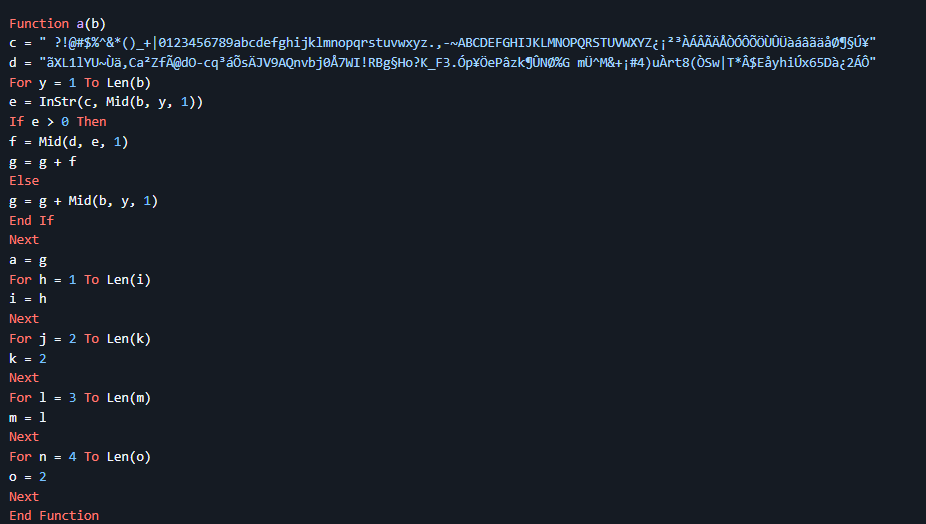 Function a(b)
c = " ?!@#$%^&*()_+|0123456789abcdefghijklmnopqrstuvwxyz.,-~ABCDEFGHIJKLMNOPQRSTUVWXYZ¿¡²³ÀÁÂÃÄÅÒÓÔÕÖÙÛÜàáâãäåØ¶§Ú¥"
d = "ãXL1lYU~Ùä,Ca²ZfÃ@dO-cq³áÕsÄJV9AQnvbj0Å7WI!RBg§Ho?K_F3.Óp¥ÖePâzk¶ÛNØ%G mÜ^M&+¡#4)uÀrt8(ÒSw|T*Â$EåyhiÚx65Dà¿2ÁÔ"
For y = 1 To Len(b)
e = InStr(c, Mid(b, y, 1))
If e > 0 Then
f = Mid(d, e, 1)
g = g + f
Else
g = g + Mid(b, y, 1)
End If
Next
a = g
For h = 1 To Len(i)
i = h
Next
For j = 2 To Len(k)
k = 2
Next
For l = 3 To Len(m)
m = l
Next
For n = 4 To Len(o)
o = 2
Next
End Function